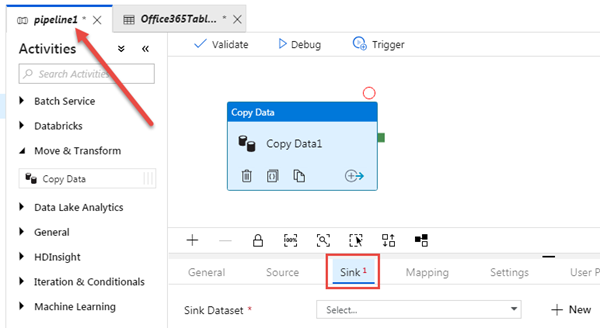 pipeline1 *
Office365Tabl... *
Activities
Search Activities
Batch Service
Databricks
Move & Transform
Copy Data
Data Lake Analytics
General
HDInsight
Iteration & Conditionals
Machine Learning
Validate
Debug
Trigger
Copy Data
Copy Data1
100%
General
Source
Sink 1
Mapping
Settings
User P
Sink Dataset *
Select...
+ New